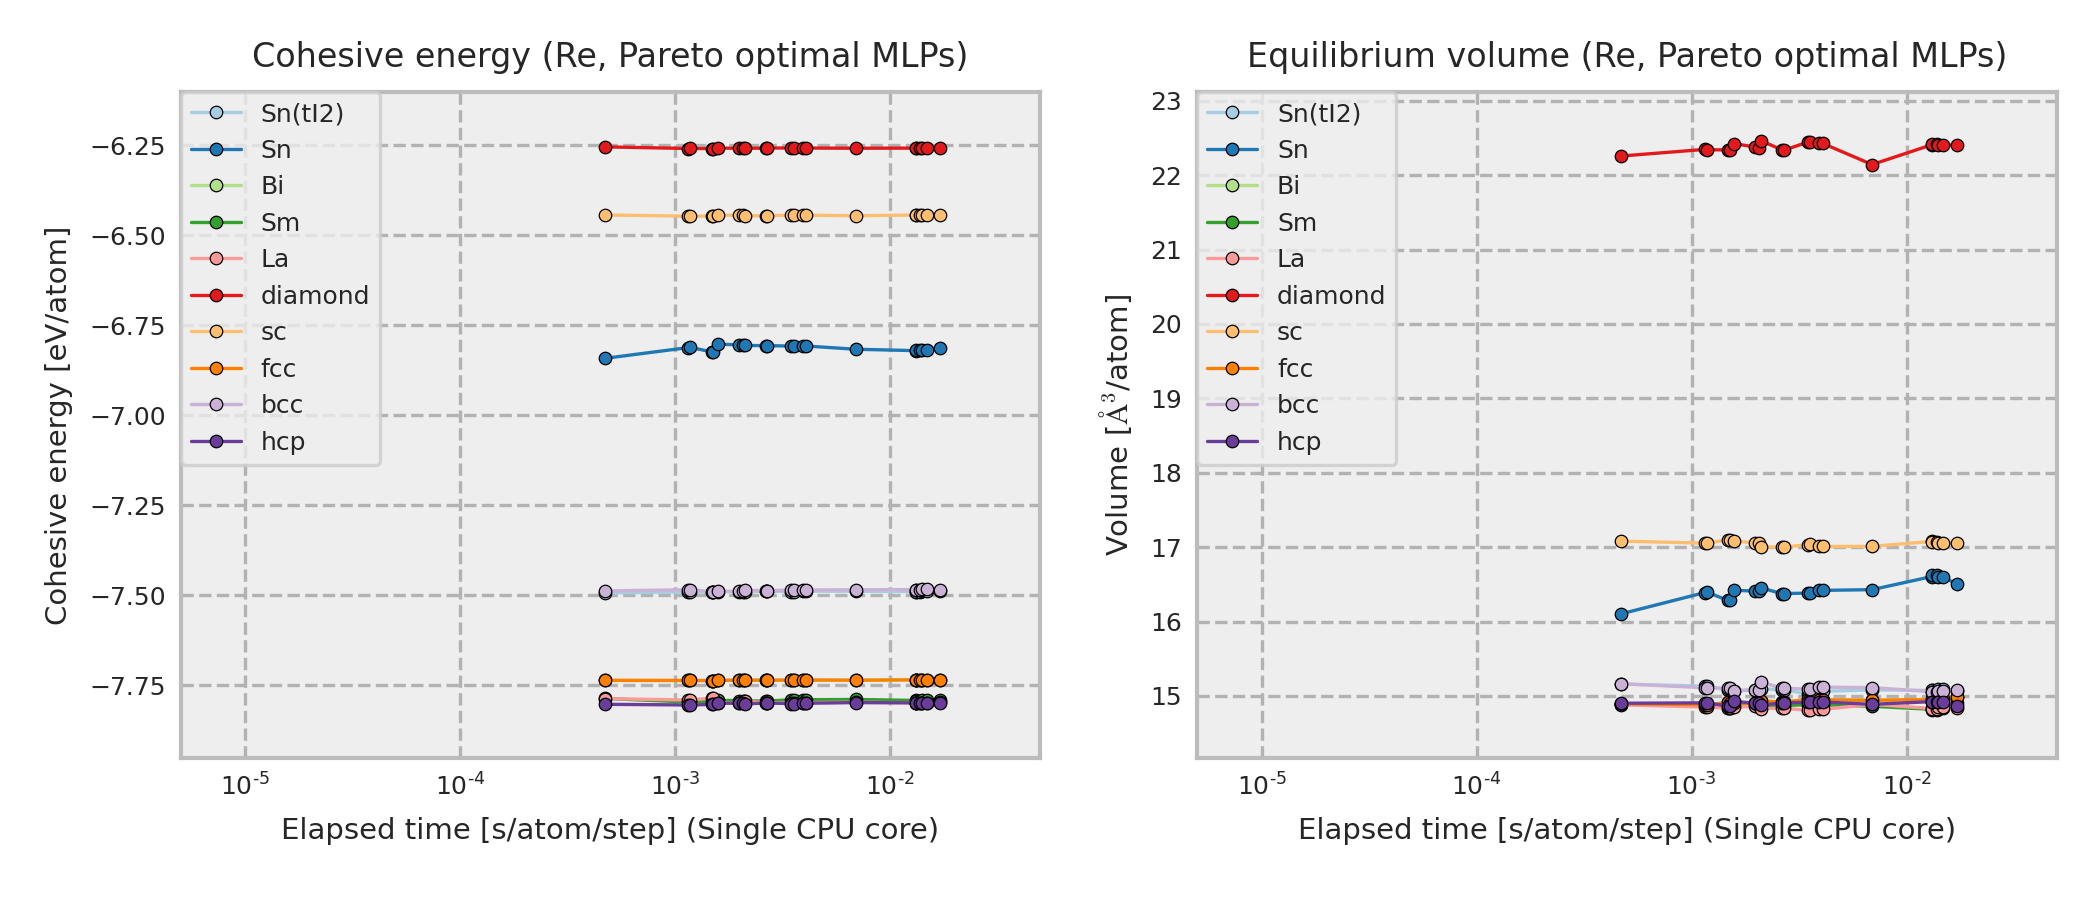 Cohesive energy (Re, Pareto optimal MLPs)
Cohesive energy [eV/atom]
−6.25
−6.50
−6.75
−7.00
−7.25
−7.50
−7.75
Sn(tI2)
Sn
Bi
Sm
La
diamond
sc
fcc
bcc
hcp
10^-5
10^-4
10^-3
10^-2
Elapsed time [s/atom/step] (Single CPU core)
Equilibrium volume (Re, Pareto optimal MLPs)
Volume [Å^3/atom]
23
22
21
20
19
18
17
16
15
Sn(tI2)
Sn
Bi
Sm
La
diamond
sc
fcc
bcc
hcp
10^-5
10^-4
10^-3
10^-2
Elapsed time [s/atom/step] (Single CPU core)